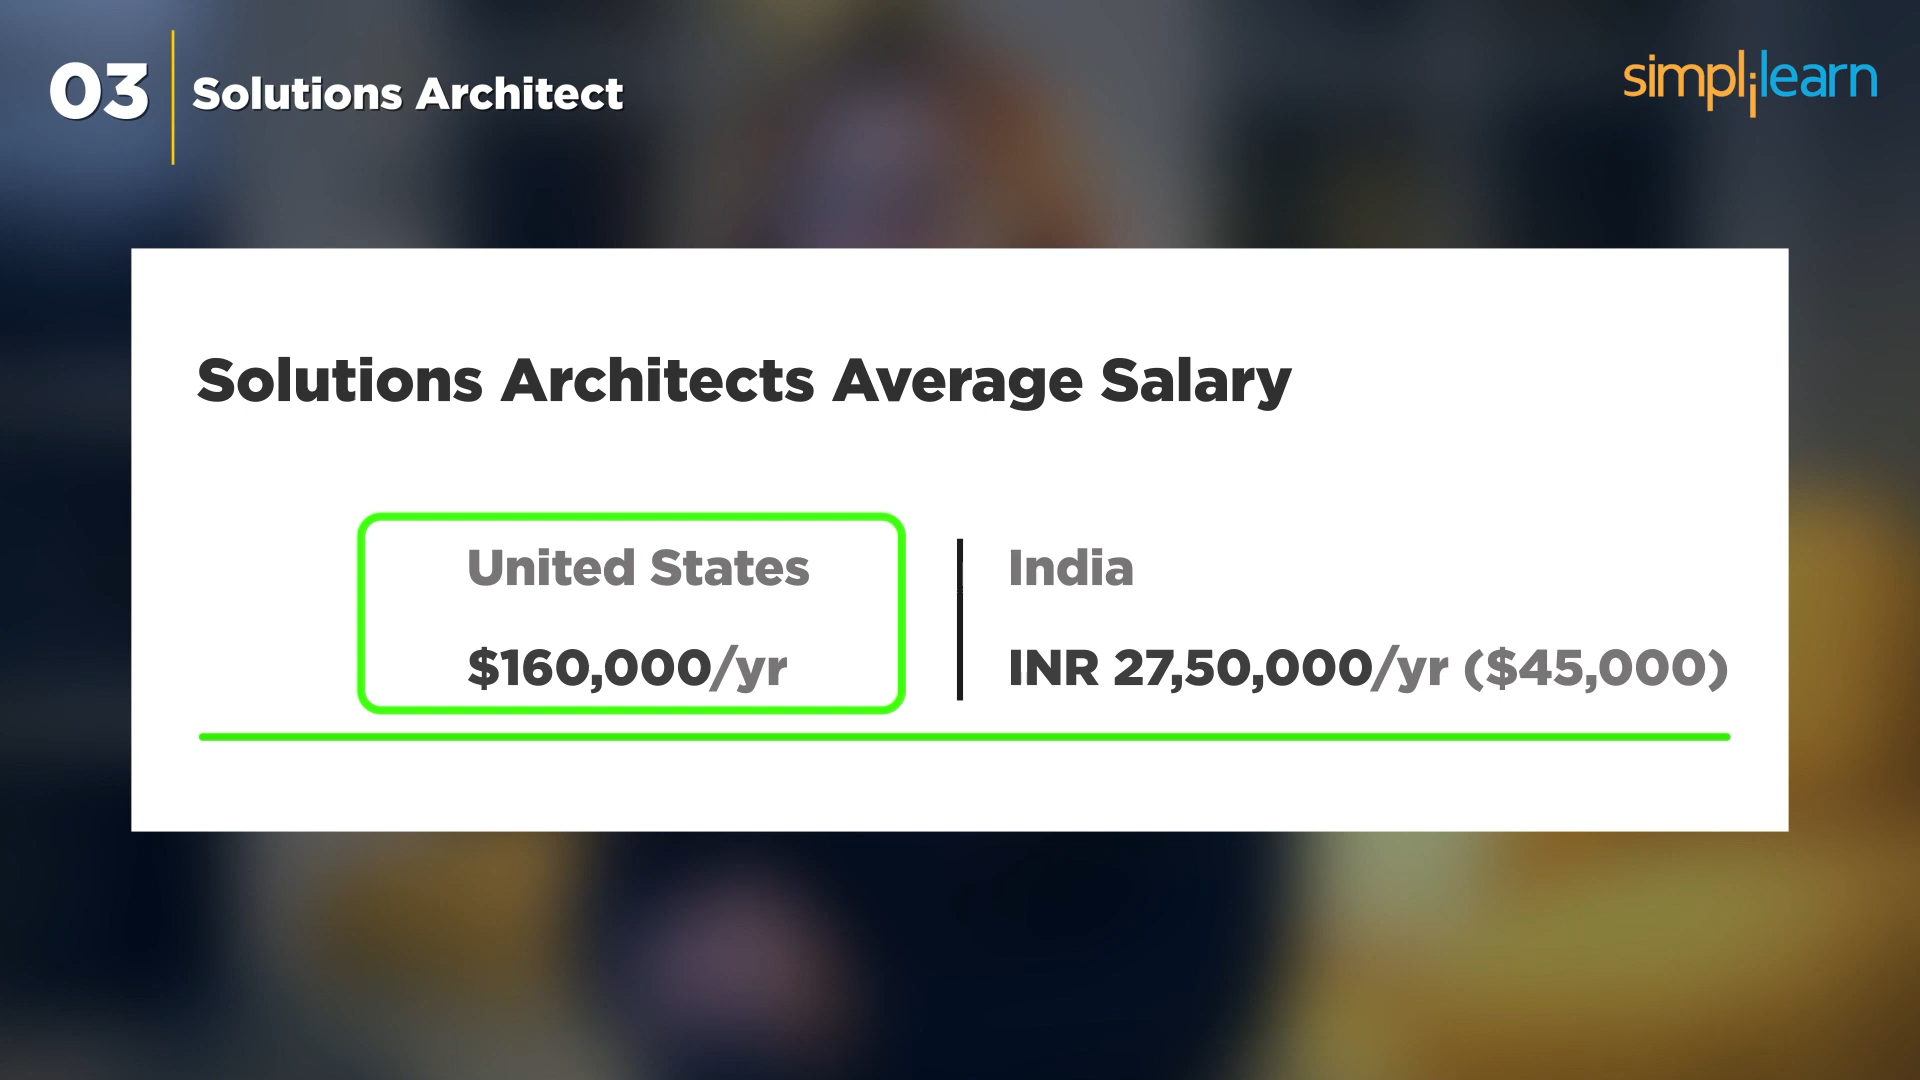 03
Solutions Architect
simplilearn
Solutions Architects Average Salary
United States
India
$160,000/yr
INR 27,50,000/yr ($45,000)